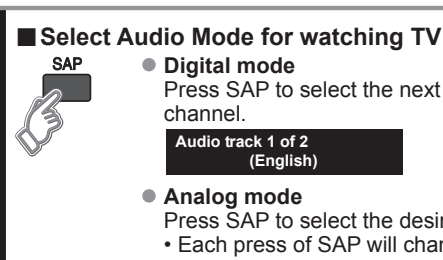 ■ Select Audio Mode for watching TV
SAP
● Digital mode
Press SAP to select the next
channel.
Audio track 1 of 2
(English)
● Analog mode
Press SAP to select the desir
• Each press of SAP will char